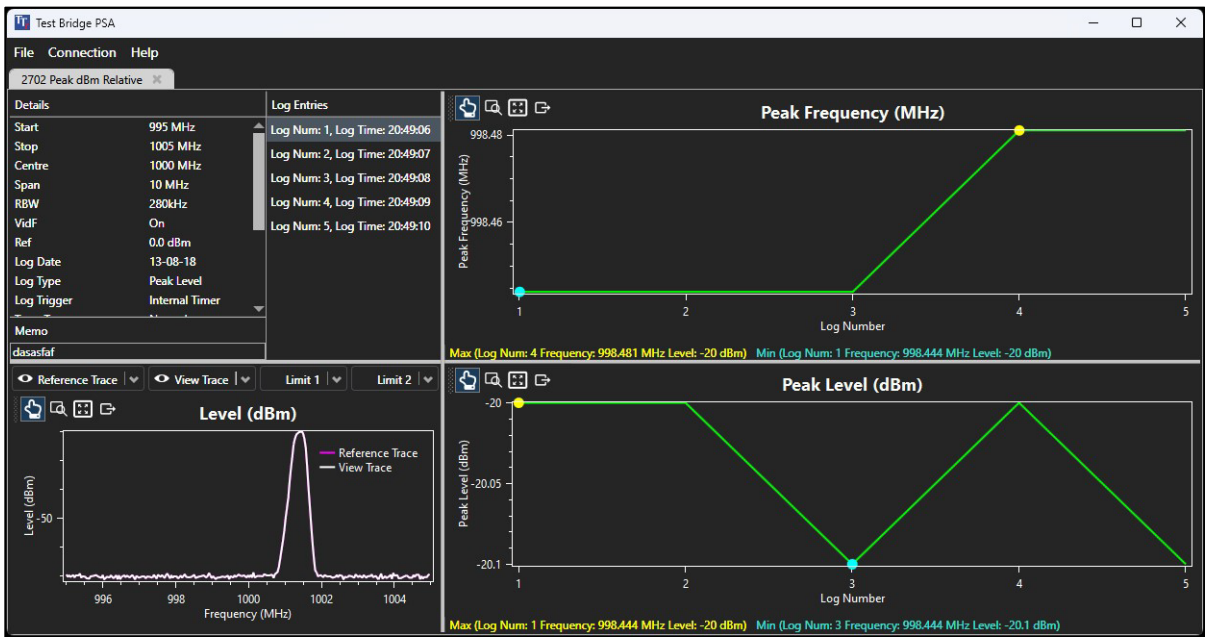 Test Bridge PSA
File Connection Help
2702 Peak dBm Relative
Details
Start 995 MHz
Stop 1005 MHz
Centre 1000 MHz
Span 10 MHz
RBW 280kHz
VidF On
Ref 0.0 dBm
Log Date 13-08-18
Log Type Peak Level
Log Trigger Internal Timer
Memo
dasasfaf
Log Entries
Log Num: 1, Log Time: 20:49:06
Log Num: 2, Log Time: 20:49:07
Log Num: 3, Log Time: 20:49:08
Log Num: 4, Log Time: 20:49:09
Log Num: 5, Log Time: 20:49:10
Peak Frequency (MHz)
Peak Frequency (MHz)
998.48
998.46
1 2 3 4 5
Log Number
Max (Log Num: 4 Frequency: 998.481 MHz Level: -20 dBm) Min (Log Num: 1 Frequency: 998.444 MHz Level: -20 dBm)
Reference Trace View Trace Limit 1 Limit 2
Level (dBm)
Reference Trace
View Trace
Level (dBm)
-50
996 998 1000 1002 1004
Frequency (MHz)
Peak Level (dBm)
Peak Level (dBm)
-20
-20.05
-20.1
1 2 3 4 5
Log Number
Max (Log Num: 1 Frequency: 998.444 MHz Level: -20 dBm) Min (Log Num: 3 Frequency: 998.444 MHz Level: -20.1 dBm)